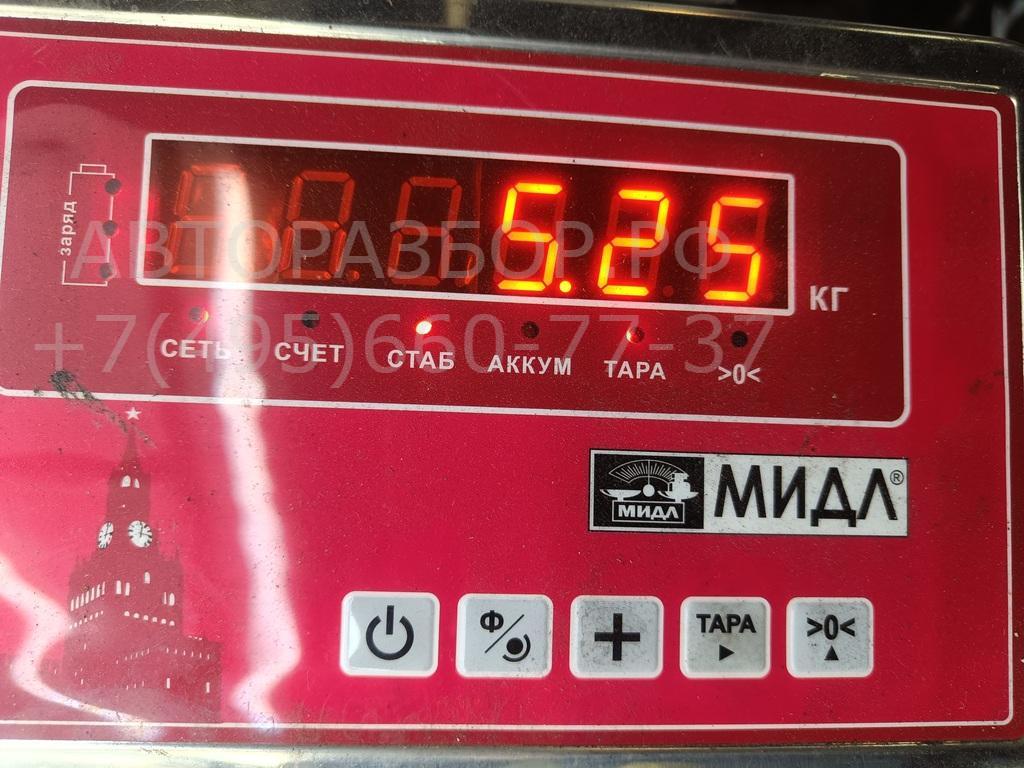 заряд
5.25
КГ
АВТОРАЗБОР.РФ
+7(495)660-77-37
СЕТЬ СЧЕТ СТАБ АККУМ ТАРА >0<
МИДЛ МИДЛ®
Ф ТАРА >0<